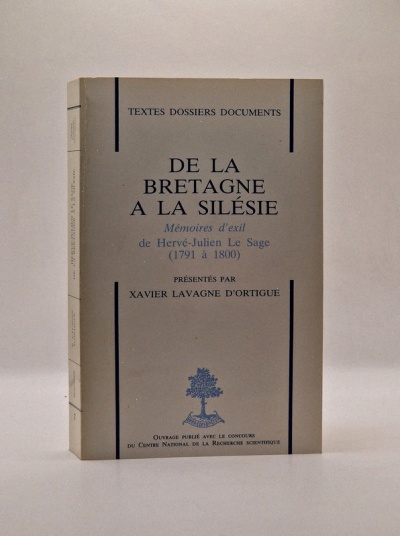 TEXTES DOSSIERS DOCUMENTS
DE LA
BRETAGNE
A LA SILÉSIE
Mémoires d'exil
de Hervé-Julien Le Sage
(1791 à 1800)
PRÉSENTÉS PAR
XAVIER LAVAGNE D'ORTIGUE
OUVRAGE PUBLIÉ AVEC LE CONCOURS
DU CENTRE NATIONAL DE LA RECHERCHE SCIENTIFIQUE